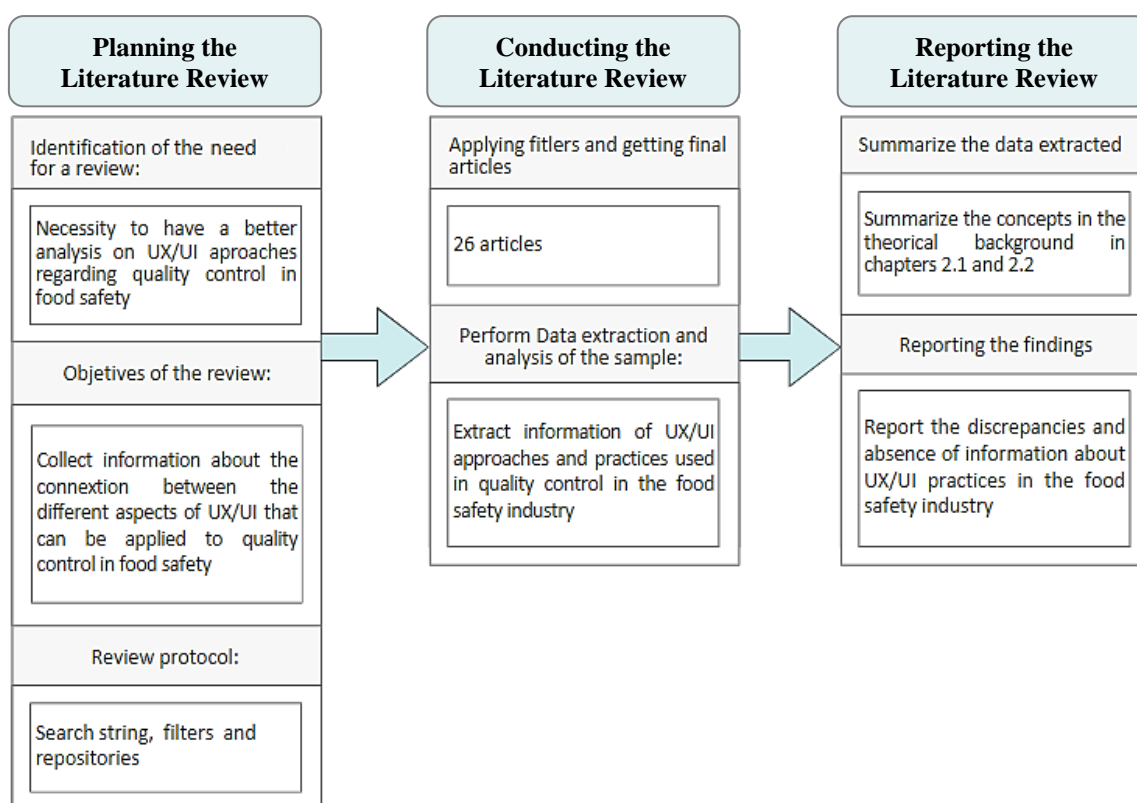 Planning the
Literature Review
Identification of the need
for a review:
Necessity to have a better
analysis on UX/UI aproaches
regarding quality control in
food safety
Objetives of the review:
Collect information about the
connextion between the
different aspects of UX/UI that
can be applied to quality
control in food safety
Review protocol:
Search string, filters and
repositories
Conducting the
Literature Review
Applying fitlers and getting final
articles
26 articles
Perform Data extraction and
analysis of the sample:
Extract information of UX/UI
approaches and practices used
in quality control in the food
safety industry
Reporting the
Literature Review
Summarize the data extracted
Summarize the concepts in the
theorical background in
chapters 2.1 and 2.2
Reporting the findings
Report the discrepancies and
absence of information about
UX/UI practices in the food
safety industry